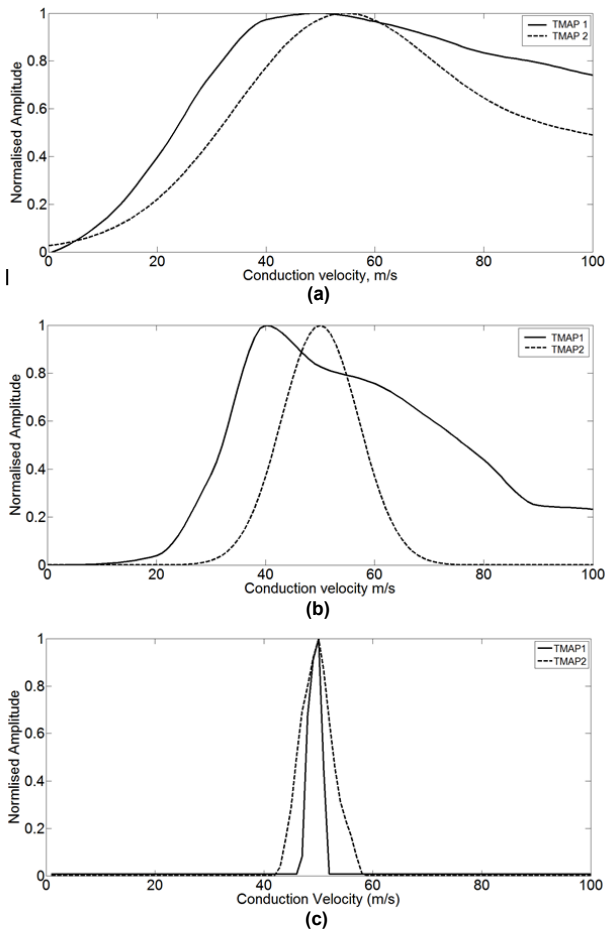 1
TMAP 1
TMAP 2
0.8
0.6
0.4
0.2
0
Normalised Amplitude
0 20 40 60 80 100
Conduction velocity, m/s
(a)
1
TMAP1
TMAP2
0.8
0.6
0.4
0.2
0
Normalised Amplitude
0 20 40 60 80 100
Conduction velocity m/s
(b)
1
TMAP1
TMAP2
0.8
0.6
0.4
0.2
0
Normlised Amplitude
0 20 40 60 80 100
Conduction Velocity (m/s)
(c)